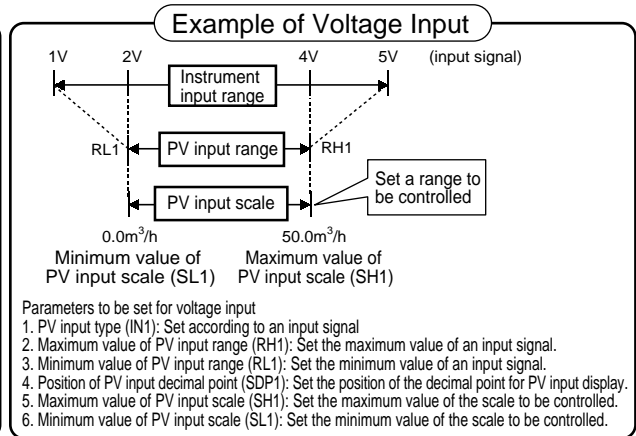 Example of Voltage Input
1V 2V 4V 5V (input signal)
Instrument
input range
RL1 PV input range RH1
PV input scale
Set a range to
be controlled
0.0m³/h 50.0m³/h
Minimum value of
PV input scale (SL1)
Maximum value of
PV input scale (SH1)
Parameters to be set for voltage input
1. PV input type (IN1): Set according to an input signal
2. Maximum value of PV input range (RH1): Set the maximum value of an input signal.
3. Minimum value of PV input range (RL1): Set the minimum value of an input signal.
4. Position of PV input decimal point (SDP1): Set the position of the decimal point for PV input display.
5. Maximum value of PV input scale (SH1): Set the maximum value of the scale to be controlled.
6. Minimum value of PV input scale (SL1): Set the minimum value of the scale to be controlled.